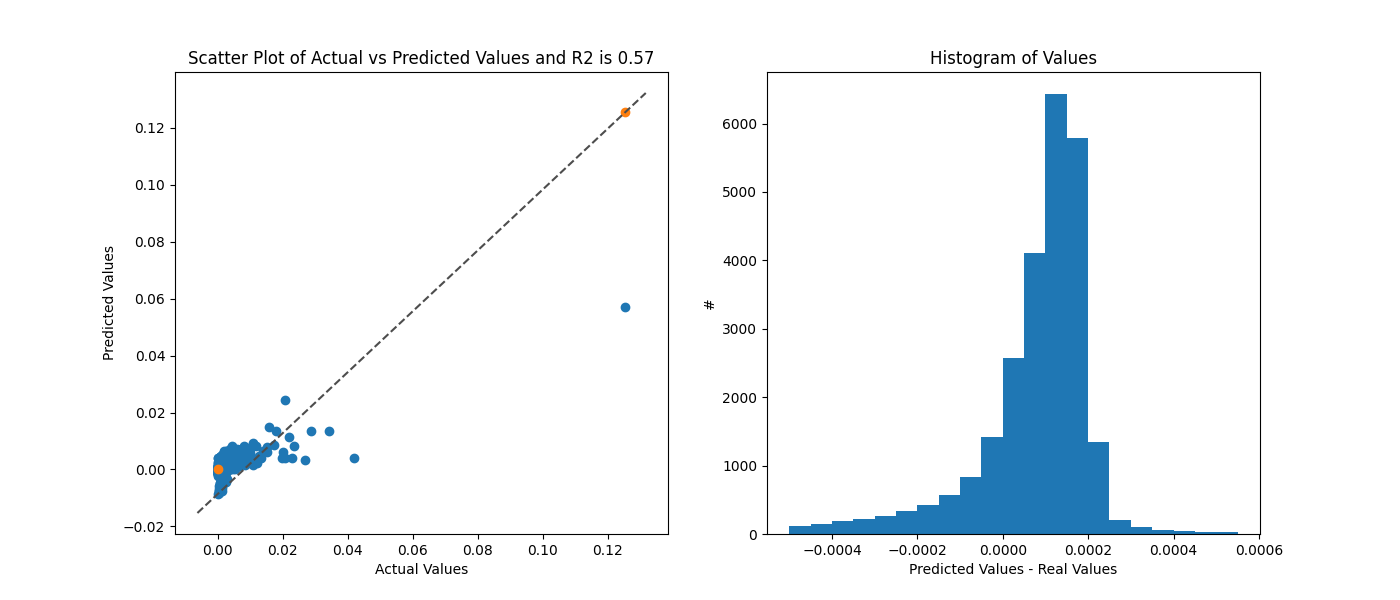 Scatter Plot of Actual vs Predicted Values and R2 is 0.57
Predicted Values
0.12
0.10
0.08
0.06
0.04
0.02
0.00
−0.02
0.00 0.02 0.04 0.06 0.08 0.10 0.12
Actual Values
Histogram of Values
#
6000
5000
4000
3000
2000
1000
0
−0.0004 −0.0002 0.0000 0.0002 0.0004 0.0006
Predicted Values - Real Values